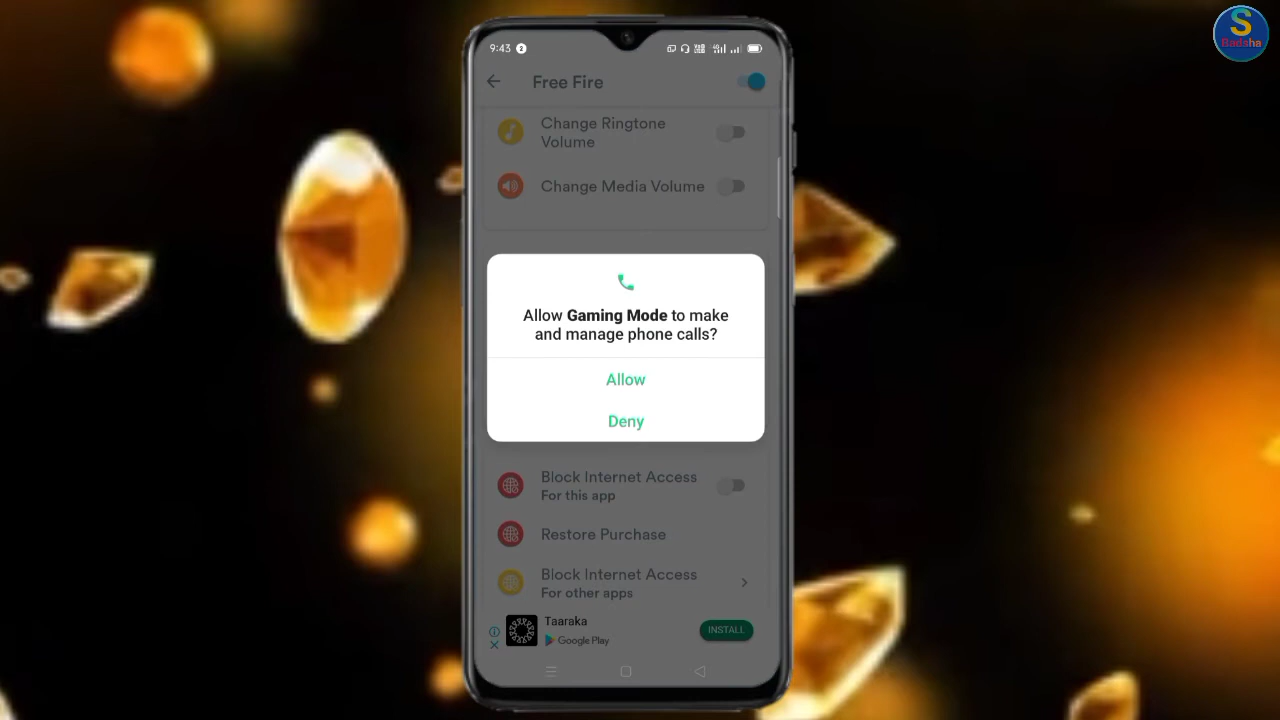 S
Badsha
9:43
Free Fire
Change Ringtone
Volume
Change Media Volume
Allow Gaming Mode to make
and manage phone calls?
Allow
Deny
Block Internet Access
For this app
Restore Purchase
Block Internet Access
For other apps
Taaraka
Google Play
INSTALL